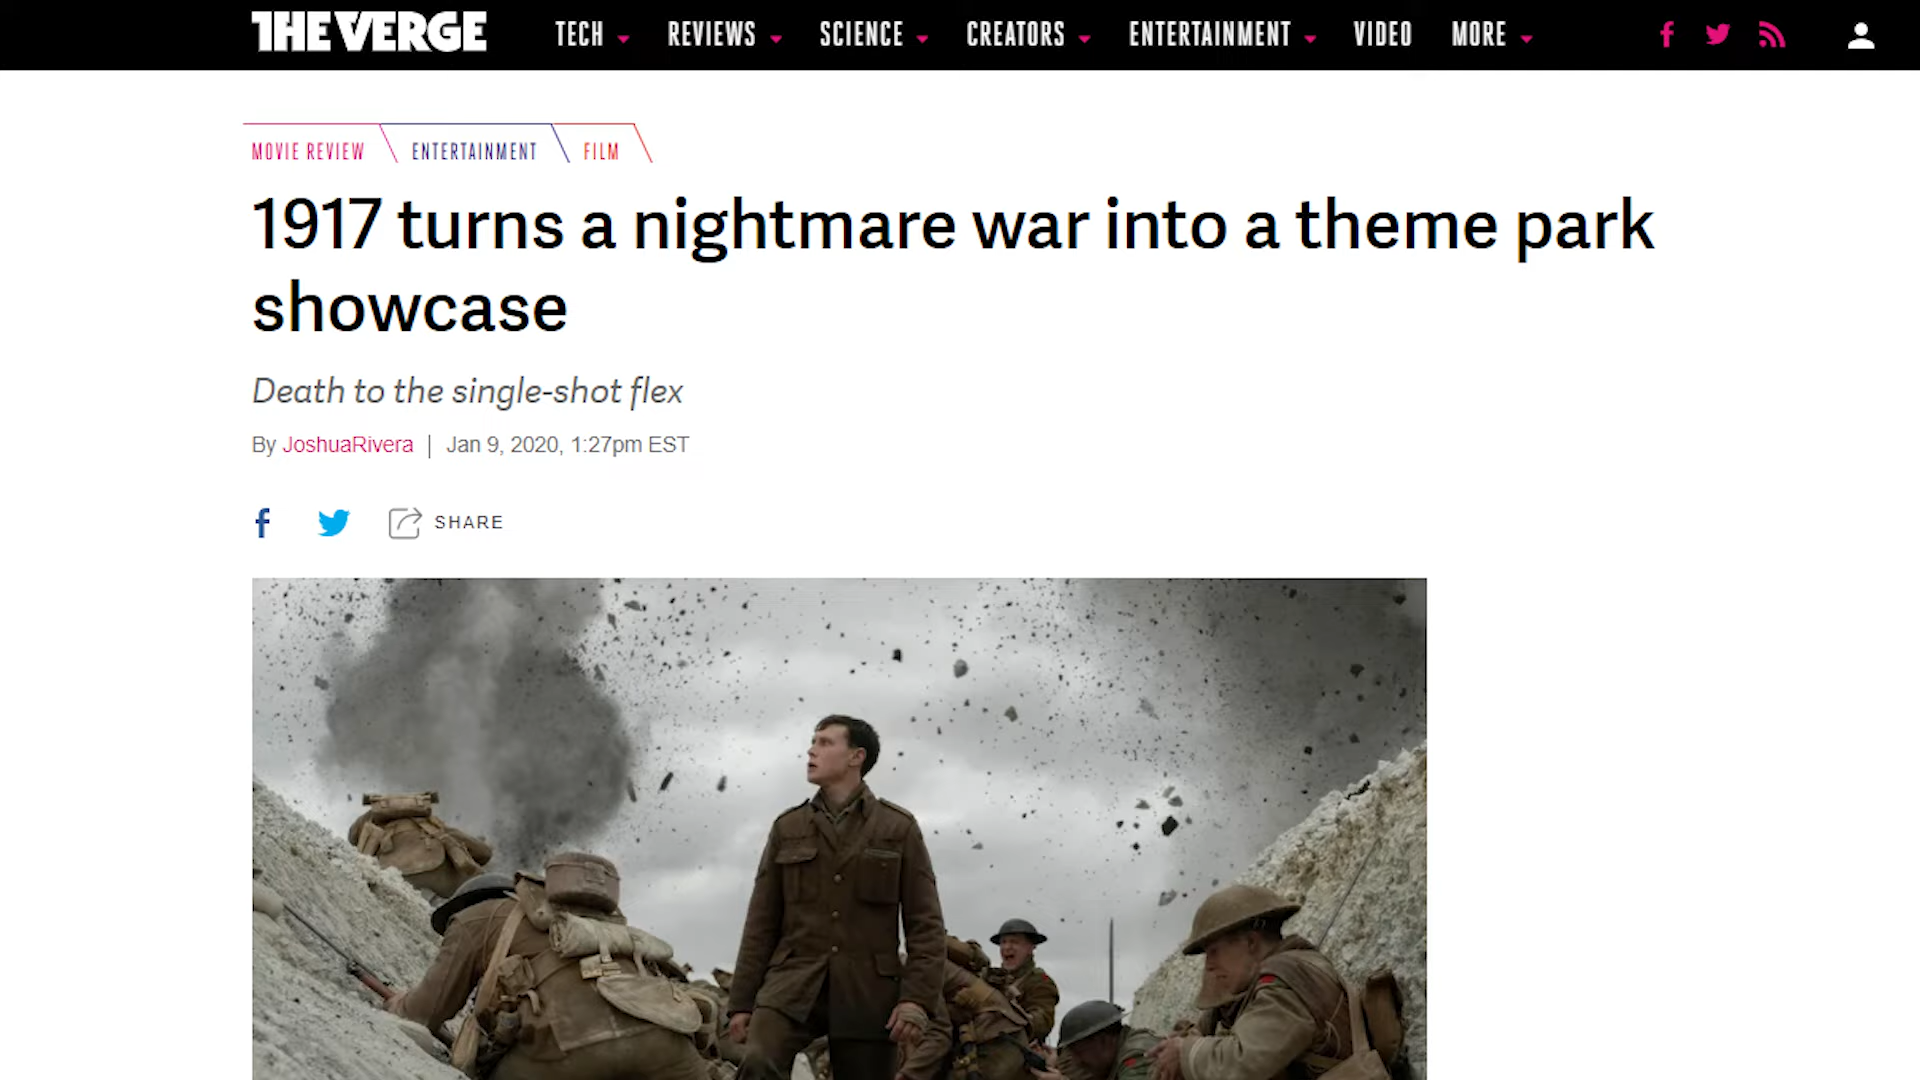 THE VERGE TECH REVIEWS SCIENCE CREATORS ENTERTAINMENT VIDEO MORE
MOVIE REVIEW ENTERTAINMENT FILM
1917 turns a nightmare war into a theme park
showcase
Death to the single-shot flex
By JoshuaRivera | Jan 9, 2020, 1:27pm EST
SHARE